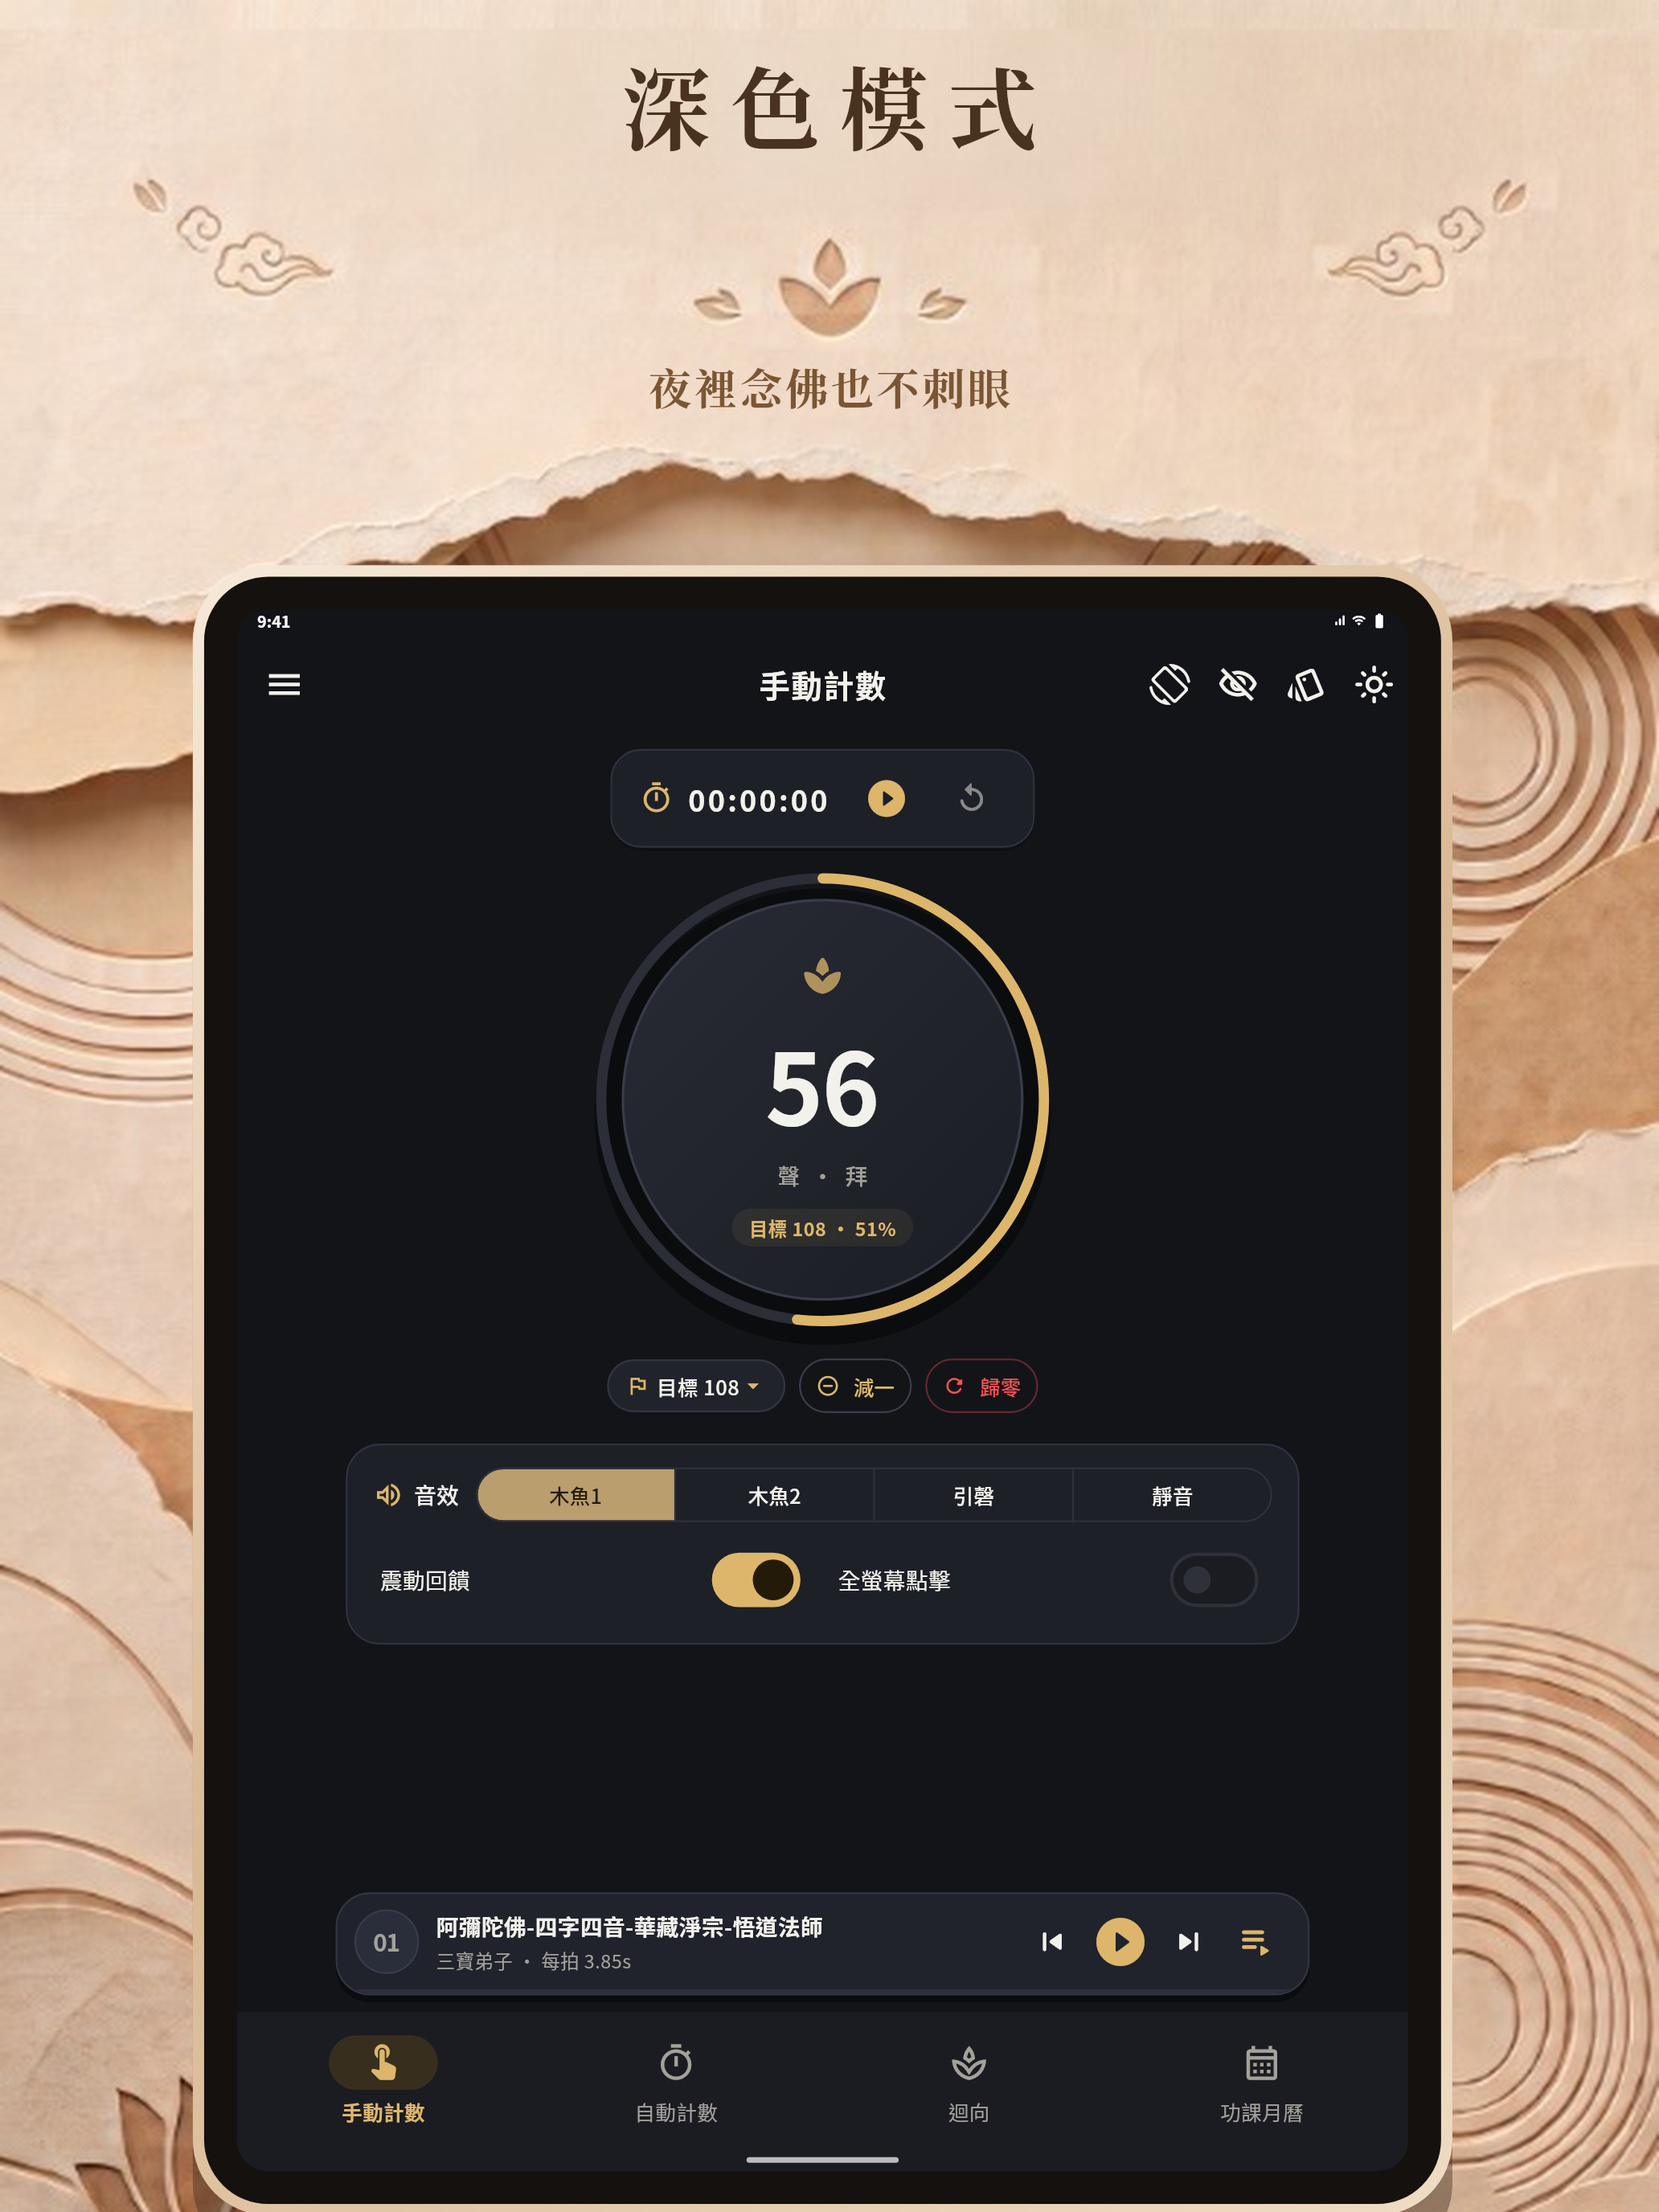 深色模式
夜裡念佛也不刺眼
9:41
手動計數
00:00:00
56
聲 · 拜
目標 108 · 51%
目標 108
減一
歸零
音效
木魚1
木魚2
引磬
靜音
震動回饋
全螢幕點擊
01
阿彌陀佛-四字四音-華藏淨宗-悟道法師
三寶弟子 · 每拍 3.85s
手動計數
自動計數
迴向
功課月曆